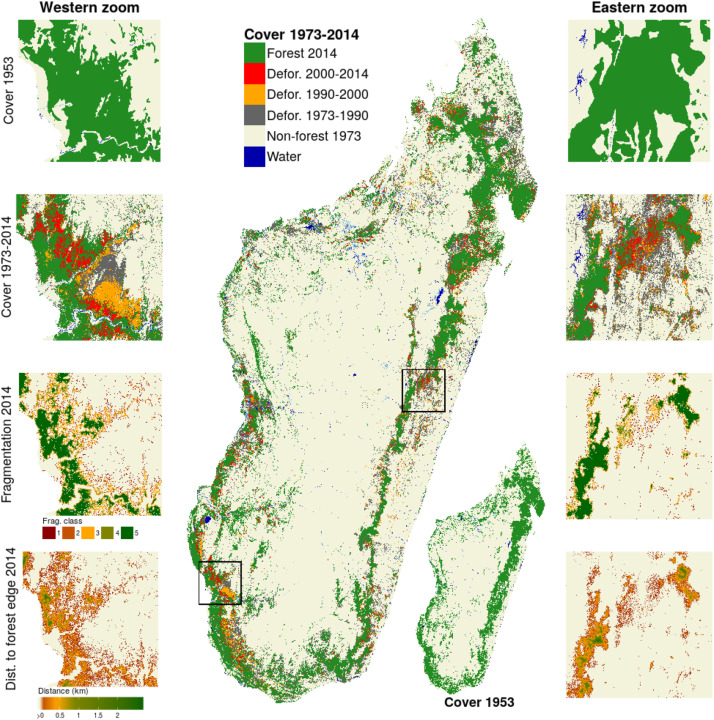 Western zoom
Eastern zoom
Cover 1953
Cover 1973-2014
Fragmentation 2014
Dist. to forest edge 2014
Cover 1973-2014
Forest 2014
Defor. 2000-2014
Defor. 1990-2000
Defor. 1973-1990
Non-forest 1973
Water
Frag. class
1 2 3 4 5
Distance (km)
>0 0.5 1 2
Cover 1953